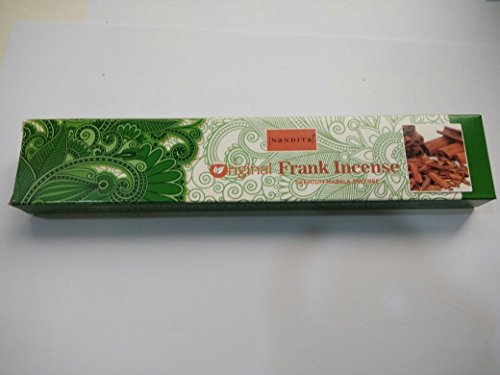 NANDITA
Original Frank Incense
PREMIUM MASALA INCENSE